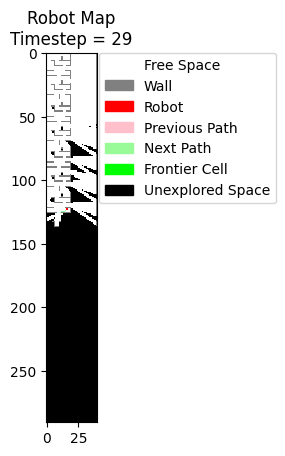 Robot Map
Timestep = 29
Free Space
Wall
Robot
Previous Path
Next Path
Frontier Cell
Unexplored Space
0
50
100
150
200
250
0 25